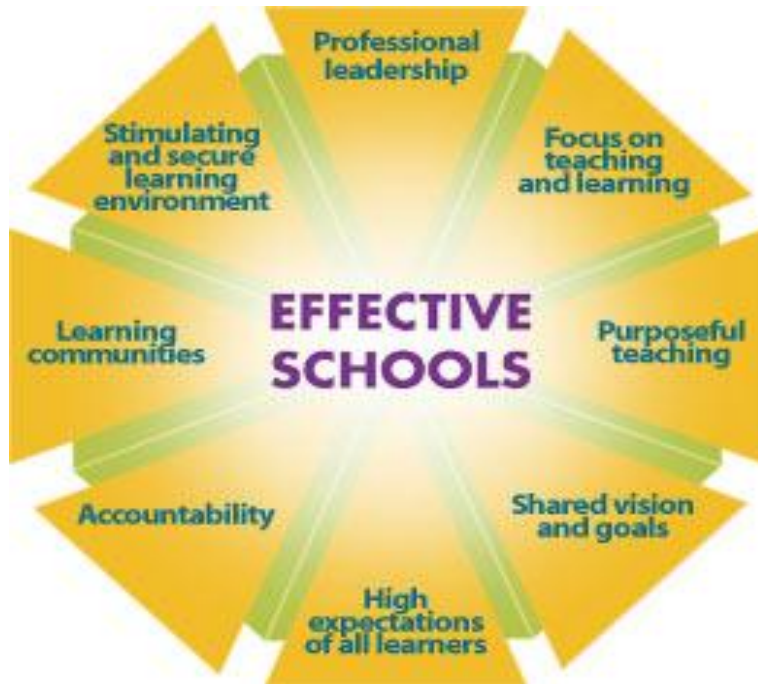 Professional
leadership
Focus on
teaching
and learning
Purposeful
teaching
Shared vision
and goals
High
expectations
of all learners
Accountability
Learning
communities
Stimulating
and secure
learning
environment
EFFECTIVE
SCHOOLS